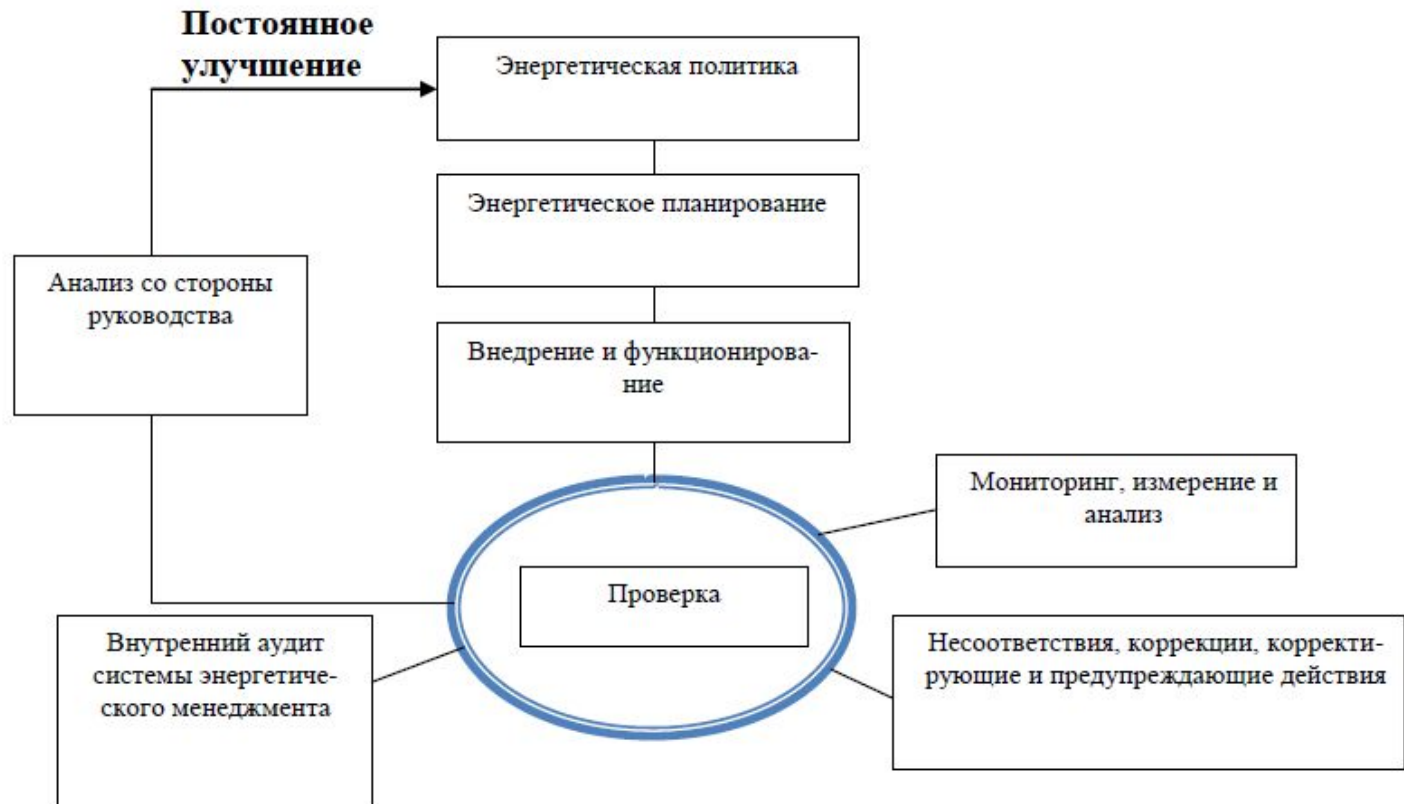 Постоянное
улучшение
Энергетическая политика
Энергетическое планирование
Анализ со стороны
руководства
Внедрение и функционирова-
ние
Мониторинг, измерение и
анализ
Проверка
Внутренний аудит
системы энергетиче-
ского менеджмента
Несоответствия, коррекции, корректи-
рующие и предупреждающие действия